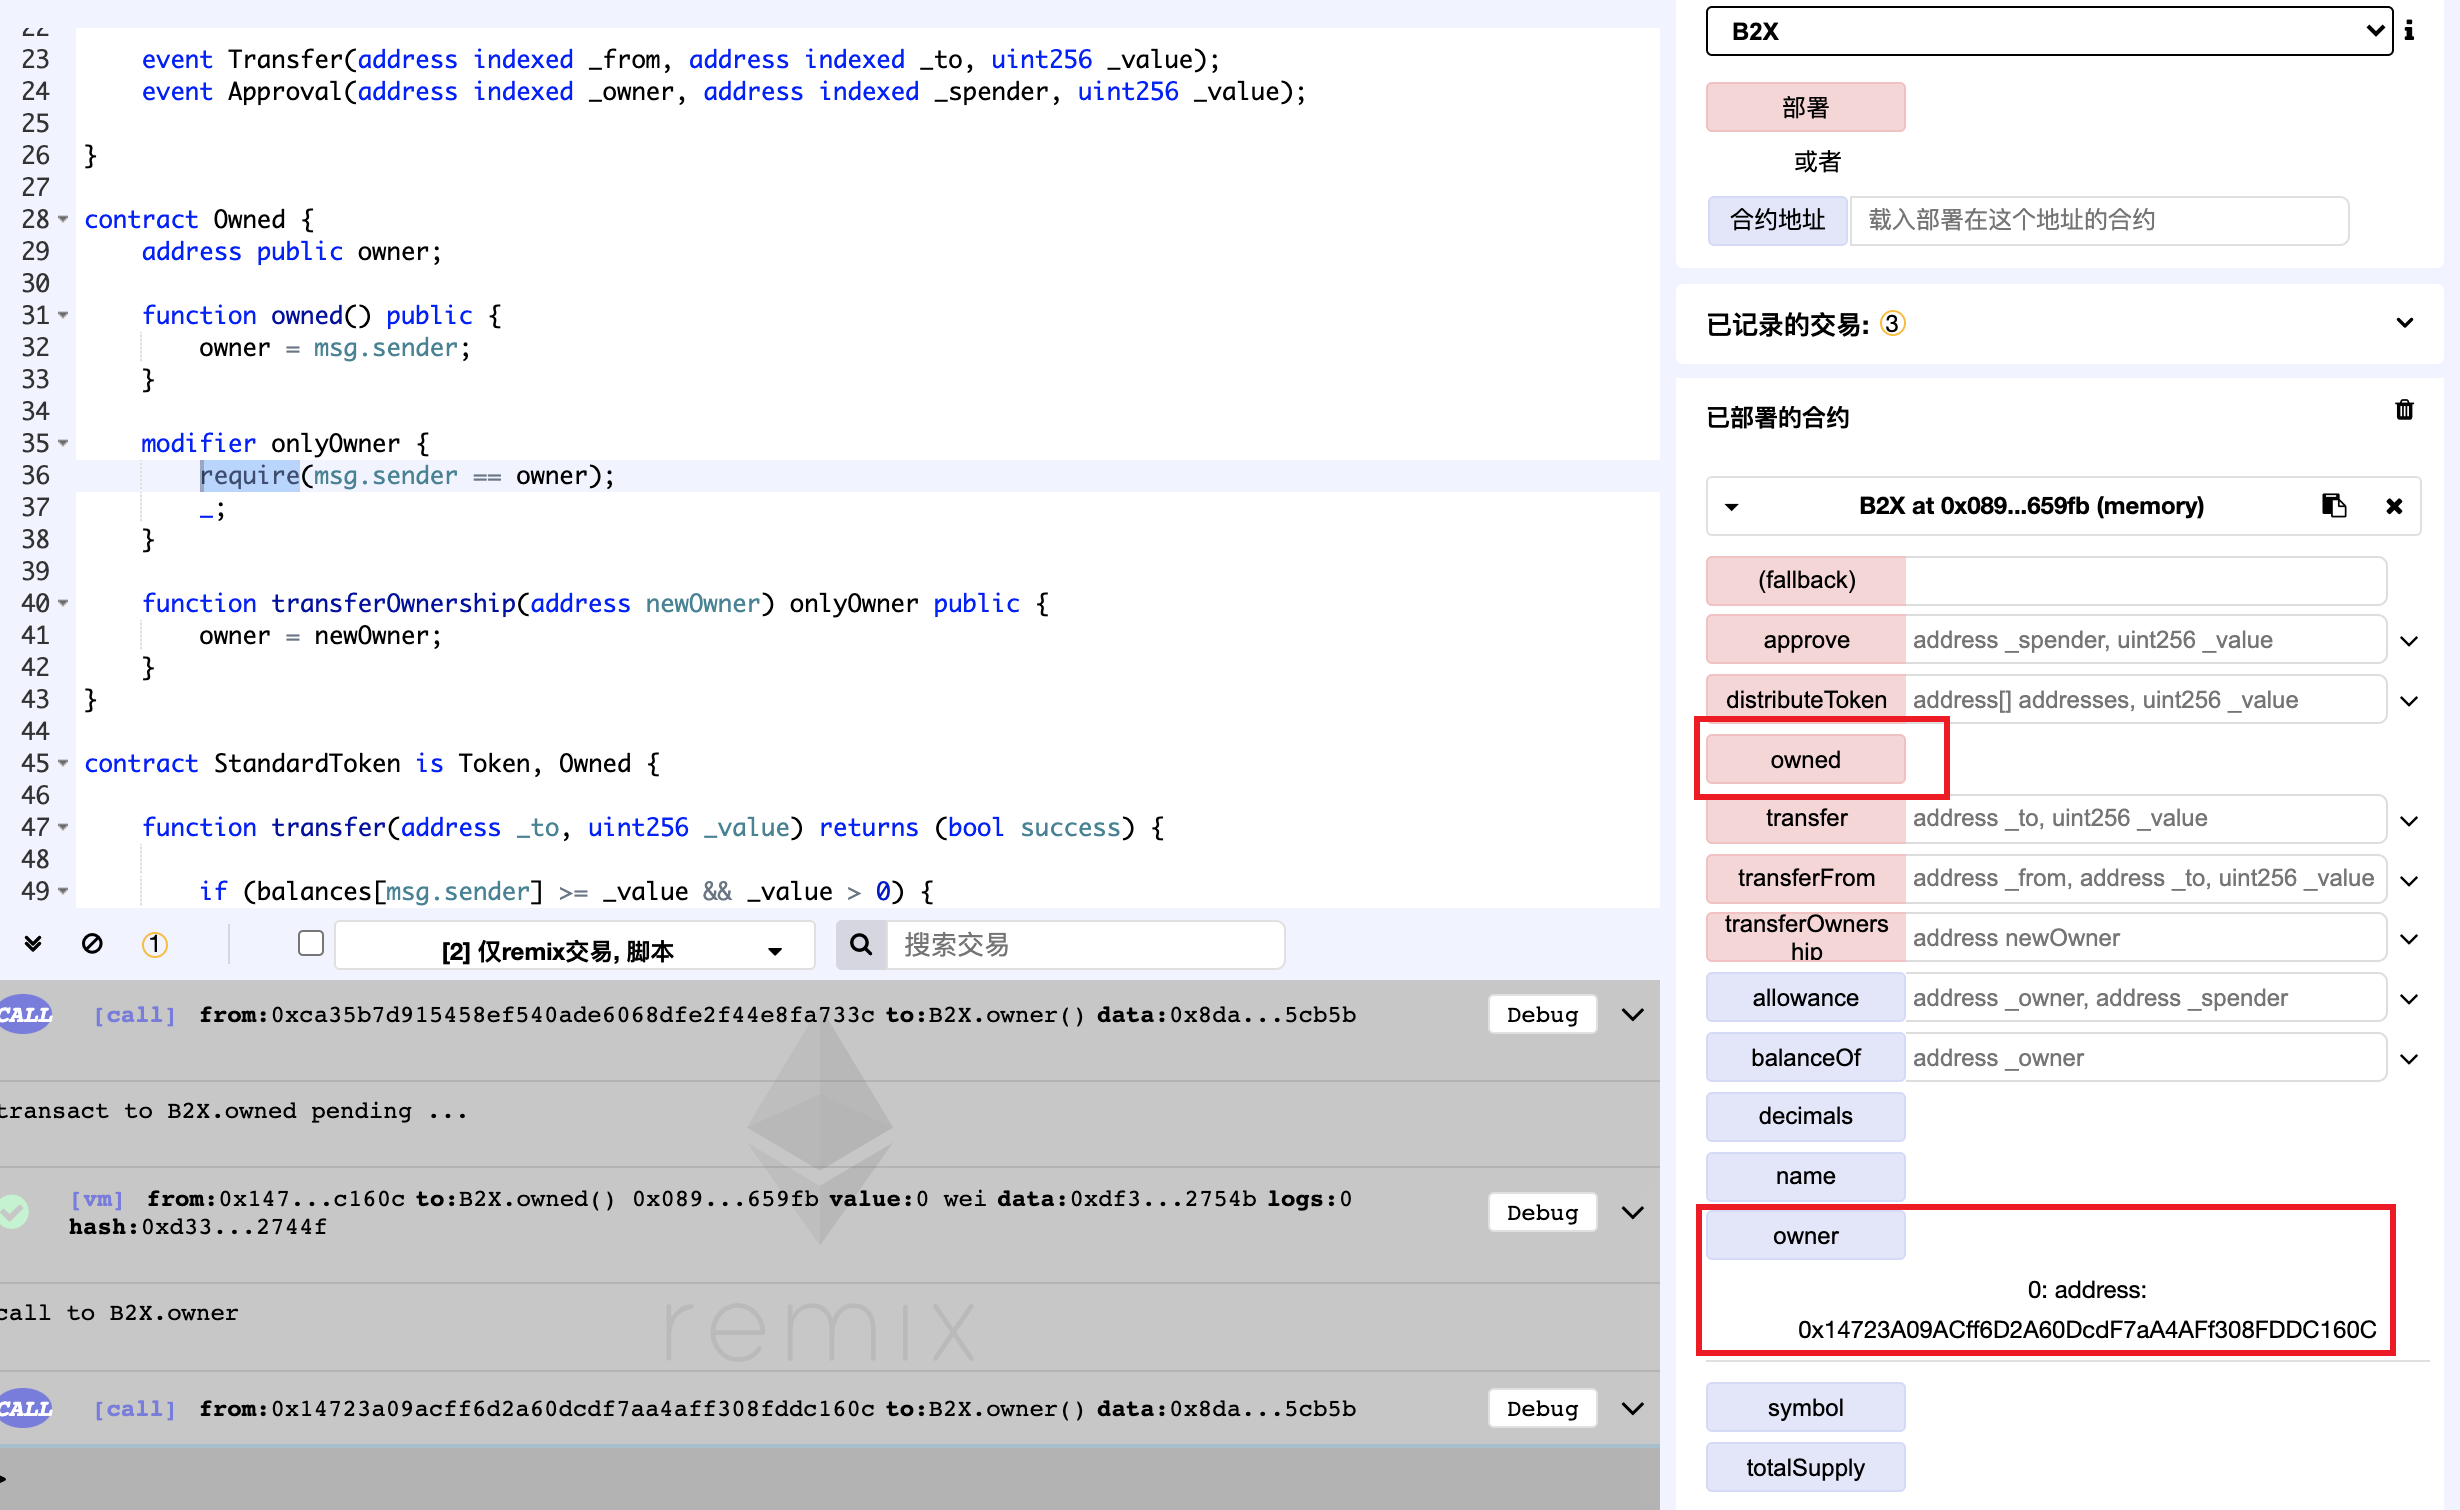 23 event Transfer(address indexed _from, address indexed _to, uint256 _value);
24 event Approval(address indexed _owner, address indexed _spender, uint256 _value);
25
26 }
27
28 contract Owned {
29 address public owner;
30
31 function owned() public {
32 owner = msg.sender;
33 }
34
35 modifier onlyOwner {
36 require(msg.sender == owner);
37 _;
38 }
39
40 function transferOwnership(address newOwner) onlyOwner public {
41 owner = newOwner;
42 }
43 }
44
45 contract StandardToken is Token, Owned {
46
47 function transfer(address _to, uint256 _value) returns (bool success) {
48
49 if (balances[msg.sender] >= _value && _value > 0) {
1
[2] 仅remix交易, 脚本
搜索交易
CALL [call] from:0xca35b7d915458ef540ade6068dfe2f44e8fa733c to:B2X.owner() data:0x8da...5cb5b Debug
transact to B2X.owned pending ...
[vm] from:0x147...c160c to:B2X.owned() 0x089...659fb value:0 wei data:0xdf3...2754b logs:0
hash:0xd33...2744f
Debug
call to B2X.owner
remix
CALL [call] from:0x14723a09acff6d2a60dcdf7aa4aff308fddc160c to:B2X.owner() data:0x8da...5cb5b Debug
>
B2X
部署
或者
合约地址 载入部署在这个地址的合约
已记录的交易: 3
已部署的合约
B2X at 0x089...659fb (memory)
(fallback)
approve address _spender, uint256 _value
distributeToken address[] addresses, uint256 _value
owned
transfer address _to, uint256 _value
transferFrom address _from, address _to, uint256 _value
transferOwners
hip
address newOwner
allowance address _owner, address _spender
balanceOf address _owner
decimals
name
owner
0: address:
0x14723A09ACff6D2A60DcdF7aA4AFf308FDDC160C
symbol
totalSupply